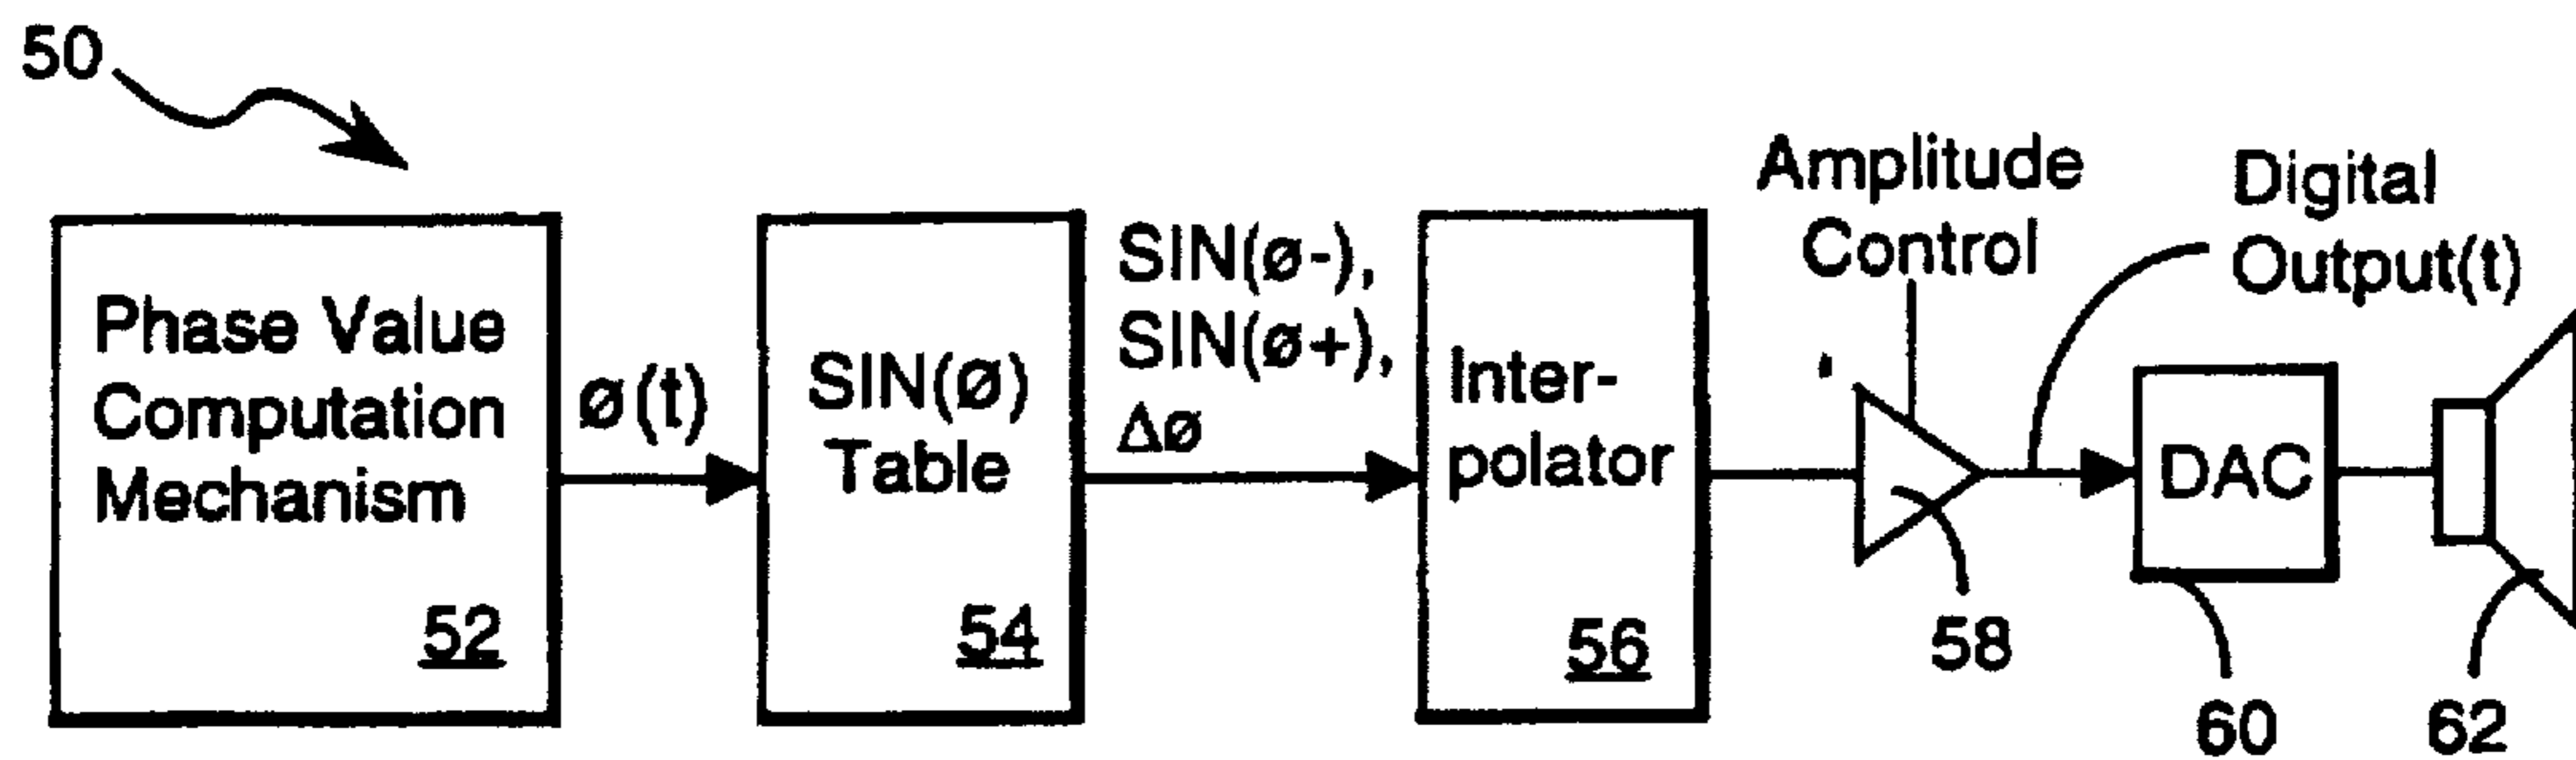 50
Phase Value
Computation
Mechanism
52
ø(t)
SIN(Ø)
Table
54
SIN(ø-),
SIN(ø+),
Δø
Inter-
polator
56
Amplitude
Control
58
Digital
Output(t)
DAC
60
62